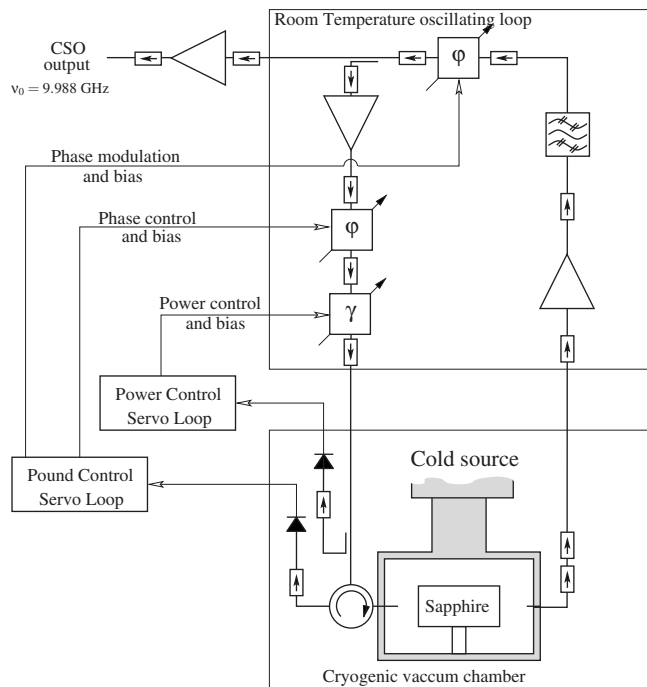 Room Temperature oscillating loop
CSO
output
ν₀ = 9.988 GHz
φ
Phase modulation
and bias
Phase control
and bias
φ
Power control
and bias
γ
Power Control
Servo Loop
Pound Control
Servo Loop
Cold source
Sapphire
Cryogenic vaccum chamber